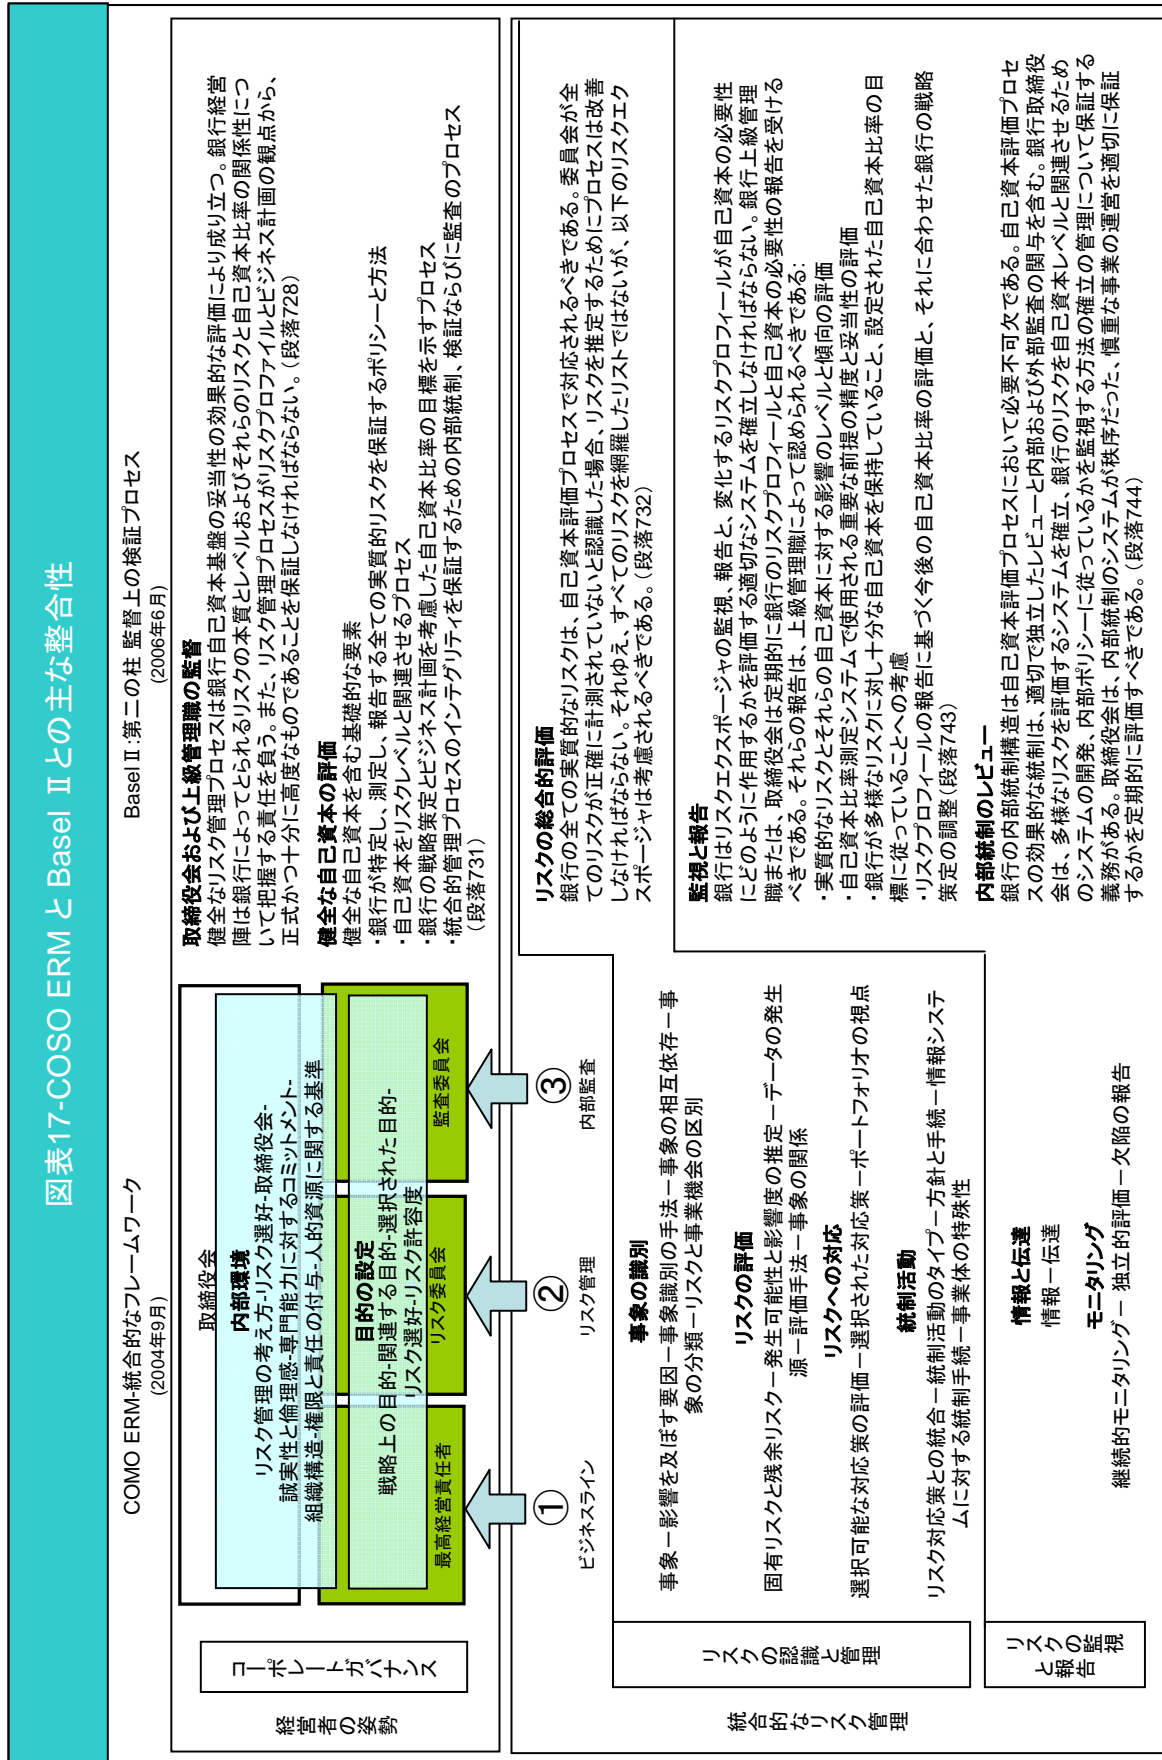 図表17-COSO ERM と Basel Ⅱ との主な整合性
COMO ERM-統合的なフレームワーク
(2004年9月)
Basel Ⅱ:第二の柱 監督上の検証プロセス
(2006年6月)
経営者の姿勢
コーポレートガバナンス
取締役会
内部環境
リスク管理の考え方-リスク選好-取締役会-
誠実性と倫理感-専門能力に対するコミットメント-
組織構造-権限と責任の付与-人的資源に関する基準
目的の設定
戦略上の目的-関連する目的-選択された目的-
リスク選好-リスク許容度
最高経営責任者
リスク委員会
監査委員会
①
②
③
ビジネスライン
リスク管理
内部監査
取締役会および上級管理職の監督
健全なリスク管理プロセスは銀行自己資本基盤の妥当性の効果的な評価により成り立つ。銀行経営
陣は銀行によってとられるリスクの本質とレベルおよびそれらのリスクと自己資本比率の関係性につ
いて把握する責任を負う。また、リスク管理プロセスがリスクプロファイルとビジネス計画の観点から、
正式かつ十分に高度なものであることを保証しなければならない。(段落728)
健全な自己資本の評価
健全な自己資本を含む基礎的な要素
・銀行が特定し、測定し、報告する全ての実質的リスクを保証するポリシーと方法
・自己資本をリスクレベルと関連させるプロセス
・銀行の戦略策定とビジネス計画を考慮した自己資本比率の目標を示すプロセス
・統合的管理プロセスのインテグリティを保証するための内部統制、検証ならびに監査のプロセス
(段落731)
統合的なリスク管理
リスクの認識と管理
事象の識別
事象ー影響を及ぼす要因ー事象識別の手法ー事象の相互依存ー事
象の分類ーリスクと事業機会の区別
リスクの評価
固有リスクと残余リスクー発生可能性と影響度の推定ーデータの発生
源ー評価手法ー事象の関係
リスクへの対応
選択可能な対応策の評価ー選択された対応策ーポートフォリオの視点
統制活動
リスク対応策との統合ー統制活動のタイプー方針と手続ー情報システ
ムに対する統制手続ー事業体の特殊性
リスクの総合的評価
銀行の全ての実質的なリスクは、自己資本評価プロセスで対応されるべきである。委員会が全
てのリスクが正確に計測されていないと認識した場合、リスクを推定するためにプロセスは改善
しなければならない。それゆえ、すべてのリスクを網羅したリストではないが、以下のリスクエク
スポージャは考慮されるべきである。(段落732)
リスクの監視
と報告
情報と伝達
情報ー伝達
モニタリング
継続的モニタリングー 独立的評価ー欠陥の報告
監視と報告
銀行はリスクエクスポージャの監視、報告と、変化するリスクプロフィールが自己資本の必要性
にどのように作用するかを評価する適切なシステムを確立しなければならない。銀行上級管理
職または、取締役会は定期的に銀行のリスクプロフィールと自己資本の必要性の報告を受ける
べきである。それらの報告は、上級管理職によって認められるべきである:
・実質的なリスクとそれらの自己資本に対する影響のレベルと傾向の評価
・自己資本比率測定システムで使用される重要な前提の精度と妥当性の評価
・銀行が多様なリスクに対し十分な自己資本を保持していること、設定された自己資本比率の目
標に従っていることへの考慮
・リスクプロフィールの報告に基づく今後の自己資本比率の評価と、それに合わせた銀行の戦略
策定の調整(段落743)
内部統制のレビュー
銀行の内部統制構造は自己資本評価プロセスにおいて必要不可欠である。自己資本評価プロセ
スの効果的な統制は、適切で独立したレビューと内部および外部監査の関与を含む。銀行取締役
会は、多様なリスクを評価するシステムを確立、銀行のリスクを自己資本レベルと関連させるため
のシステムの開発、内部ポリシーに従っているかを監視する方法の確立の管理について保証する
義務がある。取締役会は、内部統制のシステムが秩序だった、慎重な事業の運営を適切に保証
するかを定期的に評価すべきである。(段落744)